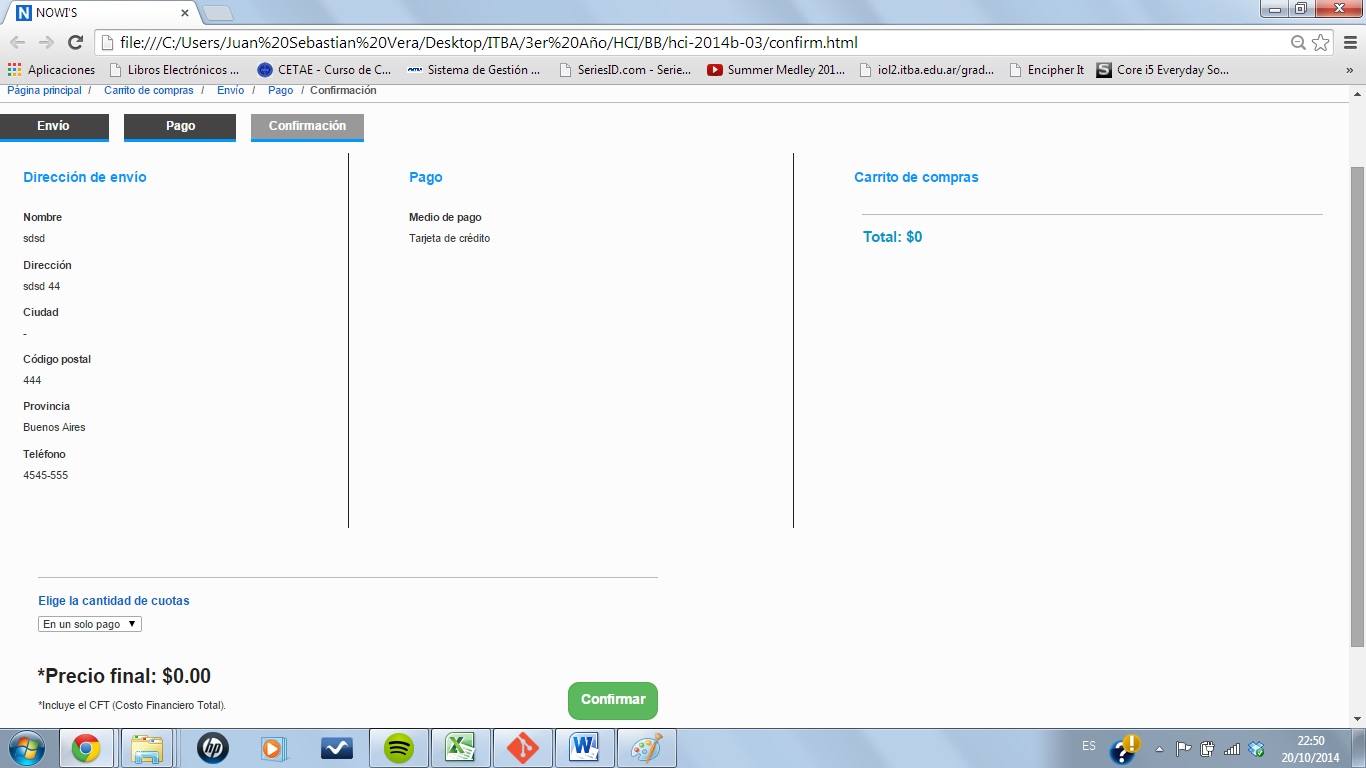 NOWI'S
file:///C:/Users/Juan%20Sebastian%20Vera/Desktop/ITBA/3er%20Año/HCI/BB/hci-2014b-03/confirm.html
Aplicaciones Libros Electrónicos ... CETAE - Curso de C... Sistema de Gestión ... SeriesID.com - Serie... Summer Medley 201... iol2.itba.edu.ar/grad... Encipher It Core i5 Everyday So... »
Página principal / Carrito de compras / Envío / Pago / Confirmación
Envío Pago Confirmación
Dirección de envío
Nombre
sdsd
Dirección
sdsd 44
Ciudad
-
Código postal
444
Provincia
Buenos Aires
Teléfono
4545-555
Pago
Medio de pago
Tarjeta de crédito
Carrito de compras
Total: $0
Elige la cantidad de cuotas
En un solo pago
*Precio final: $0.00
*Incluye el CFT (Costo Financiero Total).
Confirmar
ES
22:50
20/10/2014